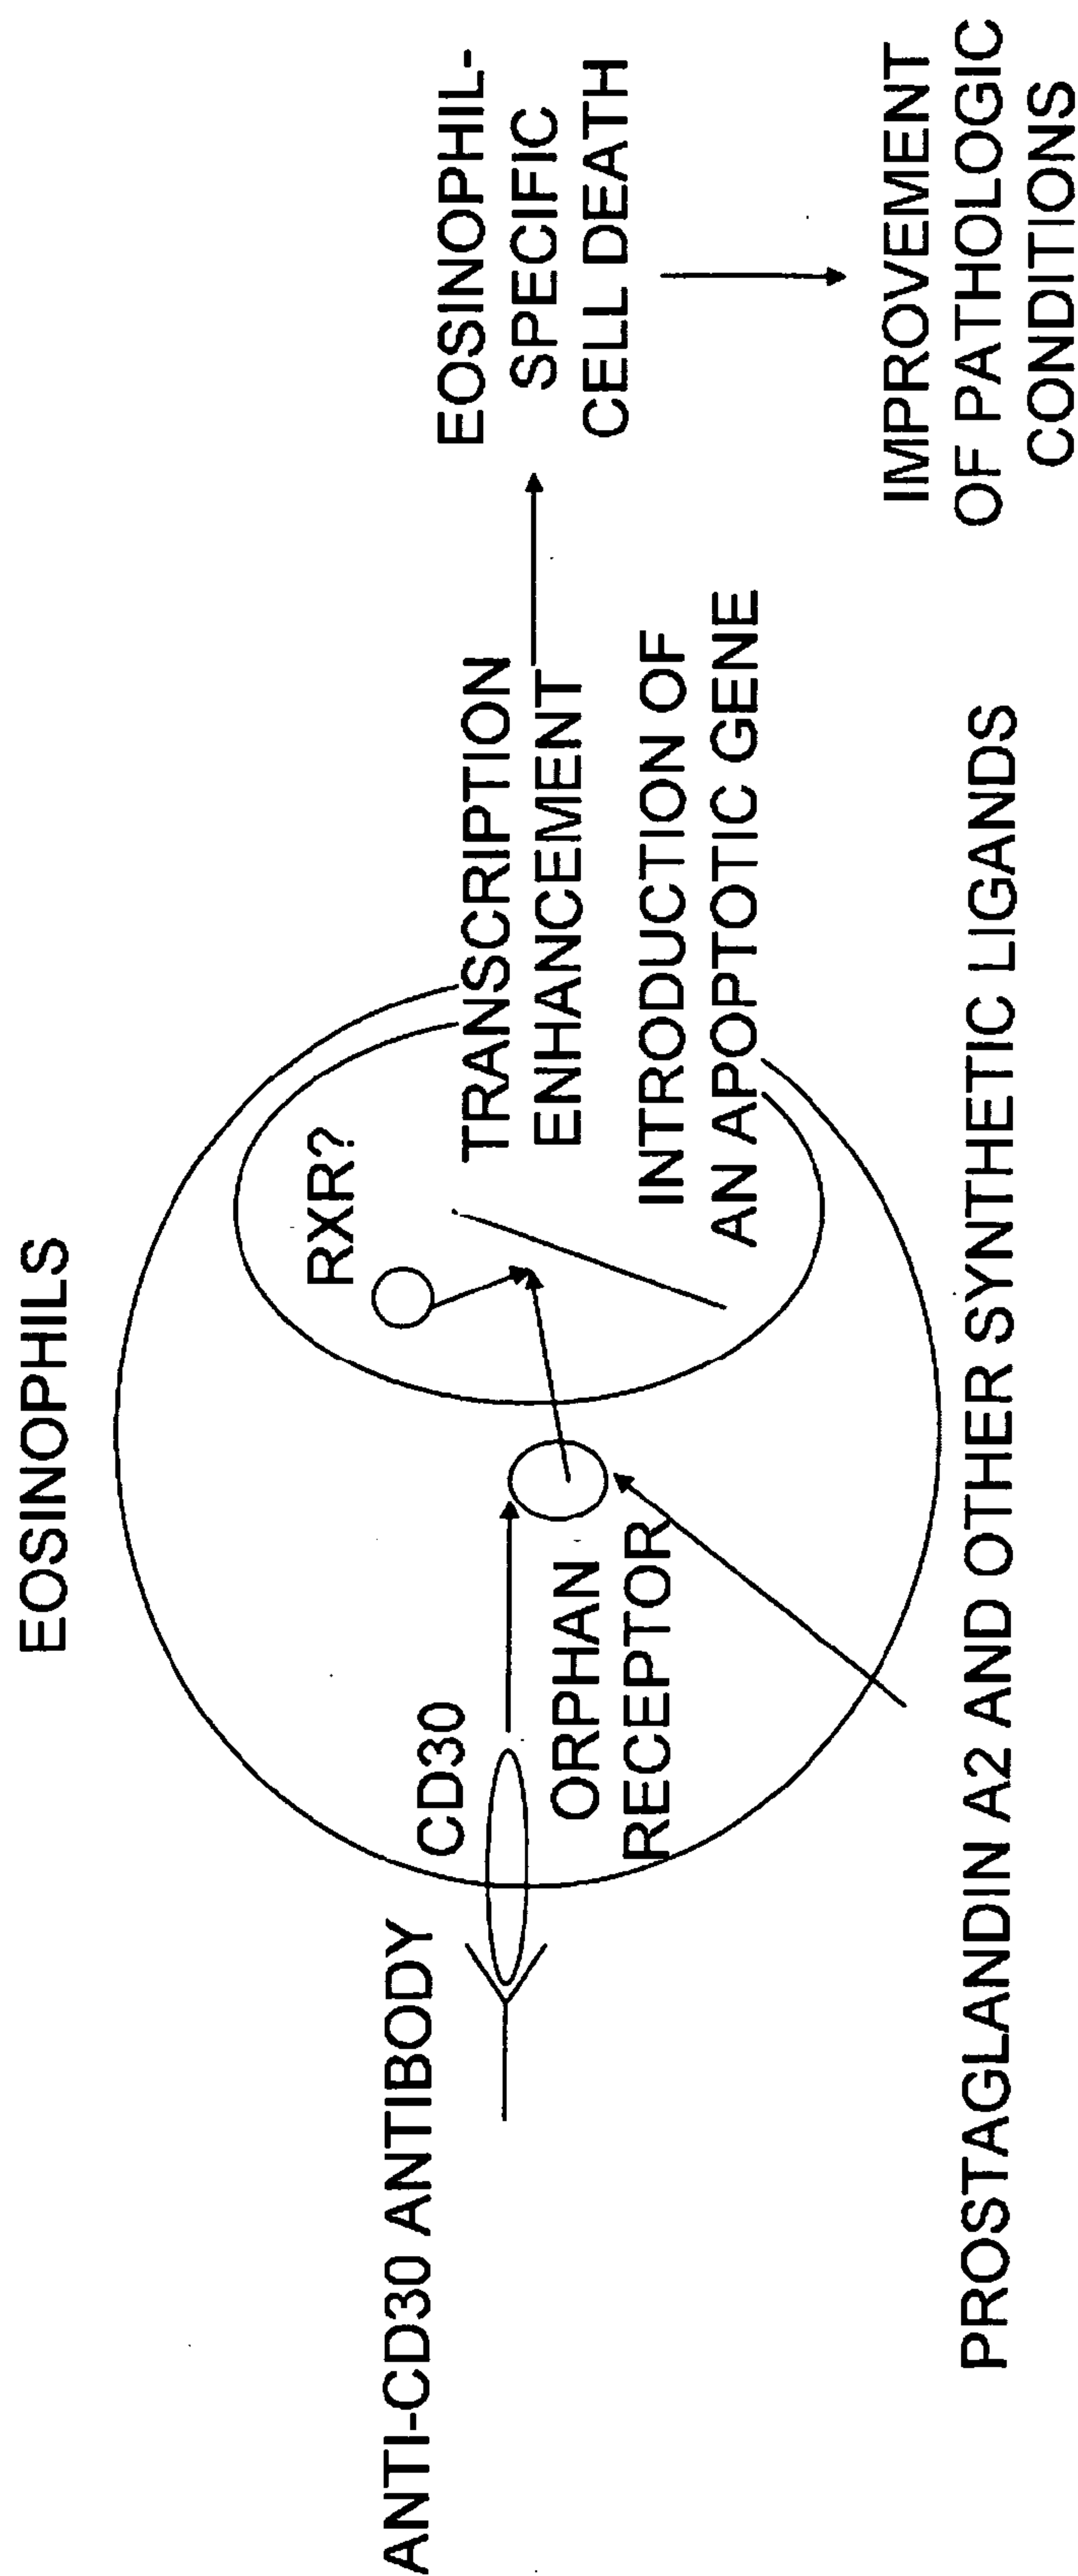 EOSINOPHILS
ANTI-CD30 ANTIBODY
CD30
ORPHAN
RECEPTOR
RXR?
TRANSCRIPTION
ENHANCEMENT
INTRODUCTION OF
AN APOPTOTIC GENE
EOSINOPHIL-
SPECIFIC
CELL DEATH
IMPROVEMENT
OF PATHOLOGIC
CONDITIONS
PROSTAGLANDIN A2 AND OTHER SYNTHETIC LIGANDS